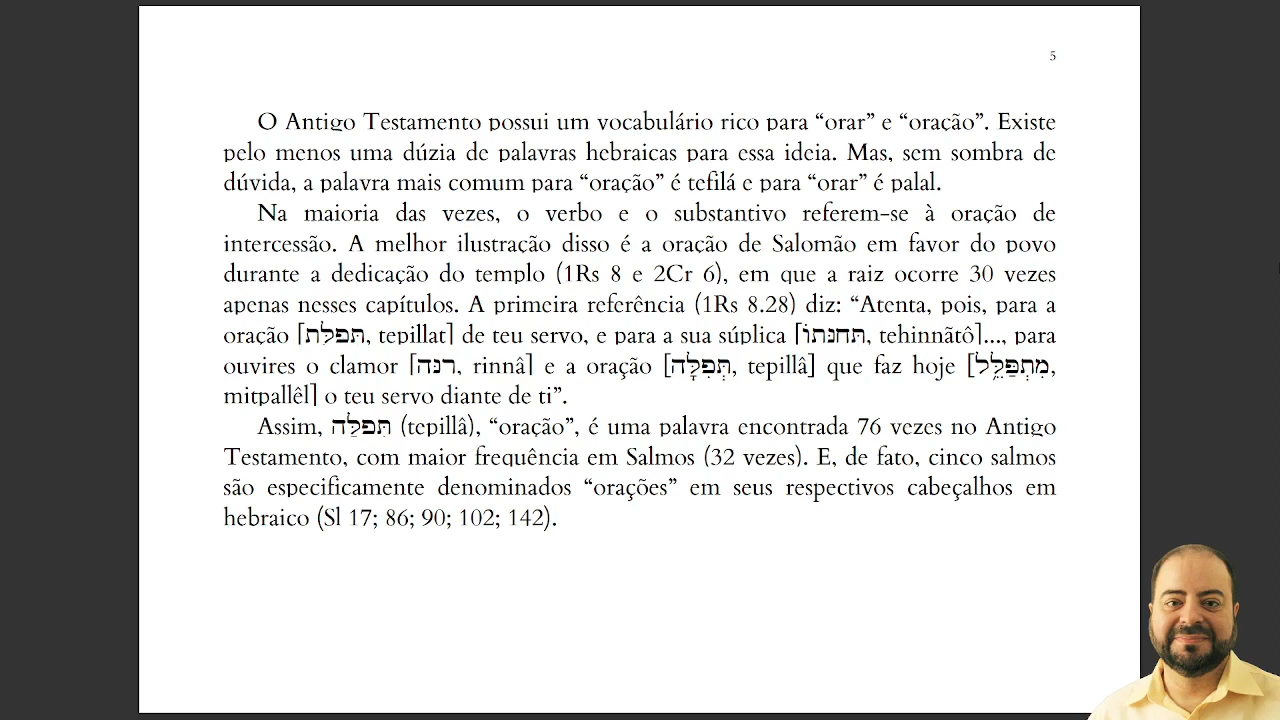 5
O Antigo Testamento possui um vocabulário rico para “orar” e “oração”. Existe
pelo menos uma dúzia de palavras hebraicas para essa ideia. Mas, sem sombra de
dúvida, a palavra mais comum para “oração” é tefilá e para “orar” é palal.
Na maioria das vezes, o verbo e o substantivo referem-se à oração de
intercessão. A melhor ilustração disso é a oração de Salomão em favor do povo
durante a dedicação do templo (1Rs 8 e 2Cr 6), em que a raiz ocorre 30 vezes
apenas nesses capítulos. A primeira referência (1Rs 8.28) diz: “Atenta, pois, para a
oração [תּפלּת, tepillat] de teu servo, e para a sua súplica [תּחנּתוֹ, tehinnãtô]..., para
ouvires o clamor [רנּה, rinnâ] e a oração [תְּפִלָּה, tepillâ] que faz hoje [מִתְפַּלֵּל,
mitpallêl] o teu servo diante de ti”.
Assim, תִּפלַּה (tepillâ), “oração”, é uma palavra encontrada 76 vezes no Antigo
Testamento, com maior frequência em Salmos (32 vezes). E, de fato, cinco salmos
são especificamente denominados “orações” em seus respectivos cabeçalhos em
hebraico (Sl 17; 86; 90; 102; 142).